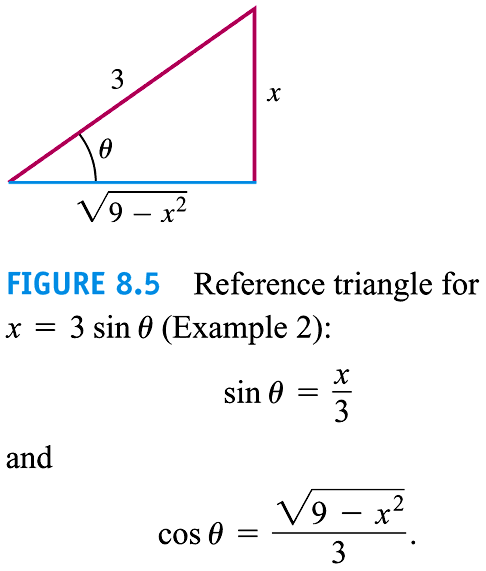 3
x
θ
√9 − x²
FIGURE 8.5 Reference triangle for
x = 3 sin θ (Example 2):
sin θ = x/3
and
cos θ = √9 − x²/3.